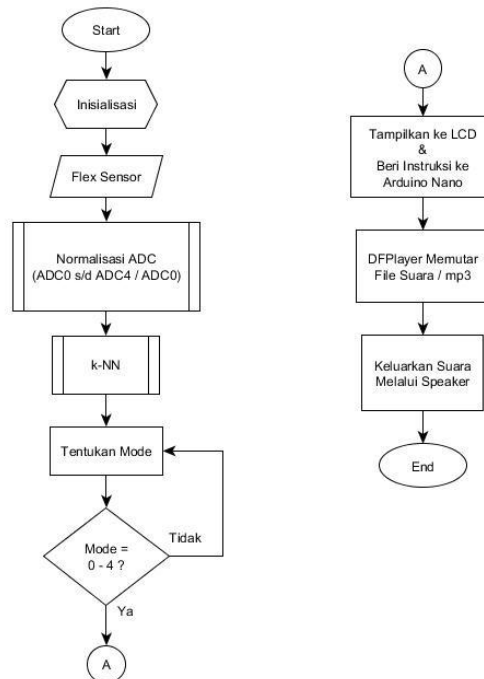 Start
Inisialisasi
Flex Sensor
Normalisasi ADC
(ADC0 s/d ADC4 / ADC0)
k-NN
Tentukan Mode
Tidak
Mode =
0 - 4 ?
Ya
A
A
Tampilkan ke LCD
&
Beri Instruksi ke
Arduino Nano
DFPlayer Memutar
File Suara / mp3
Keluarkan Suara
Melalui Speaker
End